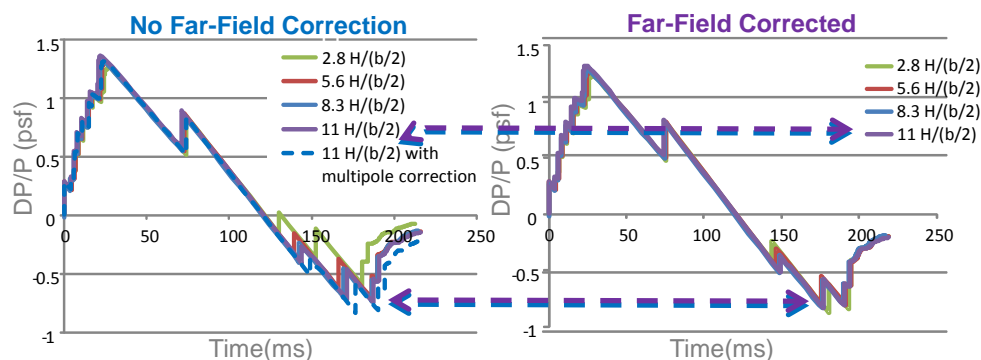 No Far-Field Correction
1.5
1
0.5
0
-0.5
-1
DP/P (psf)
0
50
100
150
200
250
Time(ms)
2.8 H/(b/2)
5.6 H/(b/2)
8.3 H/(b/2)
11 H/(b/2)
11 H/(b/2) with
multipole correction
Far-Field Corrected
1.5
1
0.5
0
-0.5
-1
DP/P (psf)
0
50
100
150
200
250
Time(ms)
2.8 H/(b/2)
5.6 H/(b/2)
8.3 H/(b/2)
11 H/(b/2)